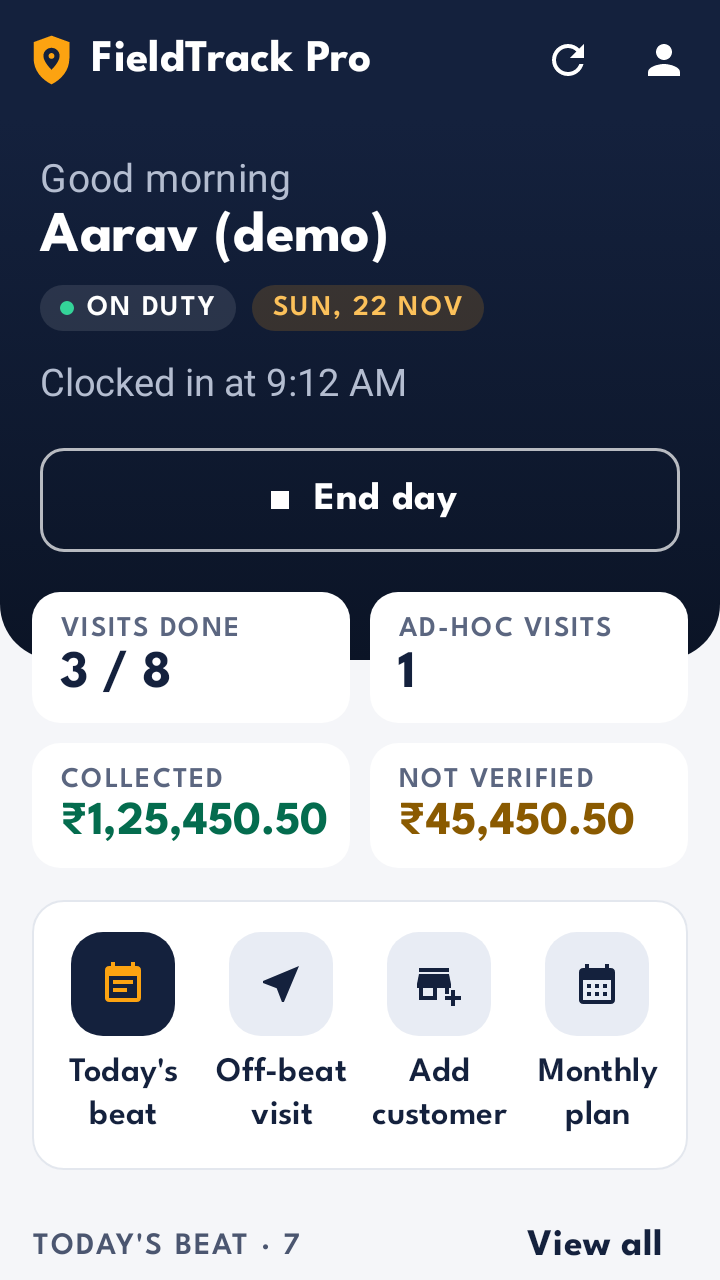 FieldTrack Pro
Good morning
Aarav (demo)
ON DUTY
SUN, 22 NOV
Clocked in at 9:12 AM
End day
VISITS DONE
3 / 8
AD-HOC VISITS
1
COLLECTED
₹1,25,450.50
NOT VERIFIED
₹45,450.50
Today's
beat
Off-beat
visit
Add
customer
Monthly
plan
TODAY'S BEAT · 7
View all